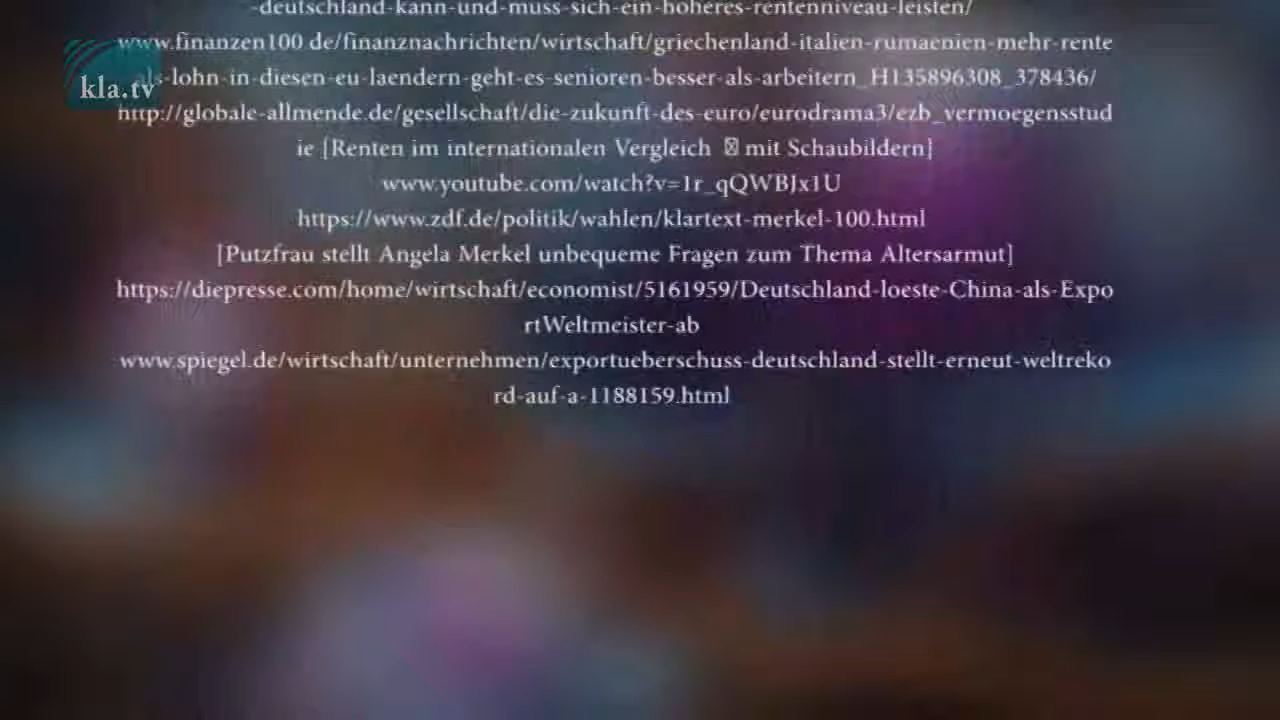 -deutschland-kann-und-muss-sich-ein-hoheres-rentenniveau-leisten/
www.finanzen100.de/finanznachrichten/wirtschaft/griechenland-italien-rumaenien-mehr-rente
als-lohn-in-diesen-eu-laendern-geht-es-senioren-besser-als-arbeitern_H135896308_378436/
kla.tv
http://globale-allmende.de/gesellschaft/die-zukunft-des-euro/eurodrama3/ezb_vermoegensstud
ie [Renten im internationalen Vergleich mit Schaubildern]
www.youtube.com/watch?v=1r_qQWBJx1U
https://www.zdf.de/politik/wahlen/klartext-merkel-100.html
[Putzfrau stellt Angela Merkel unbequeme Fragen zum Thema Altersarmut]
https://diepresse.com/home/wirtschaft/economist/5161959/Deutschland-loeste-China-als-Expo
rtWeltmeister-ab
www.spiegel.de/wirtschaft/unternehmen/exportueberschuss-deutschland-stellt-erneut-weltreko
rd-auf-a-1188159.html